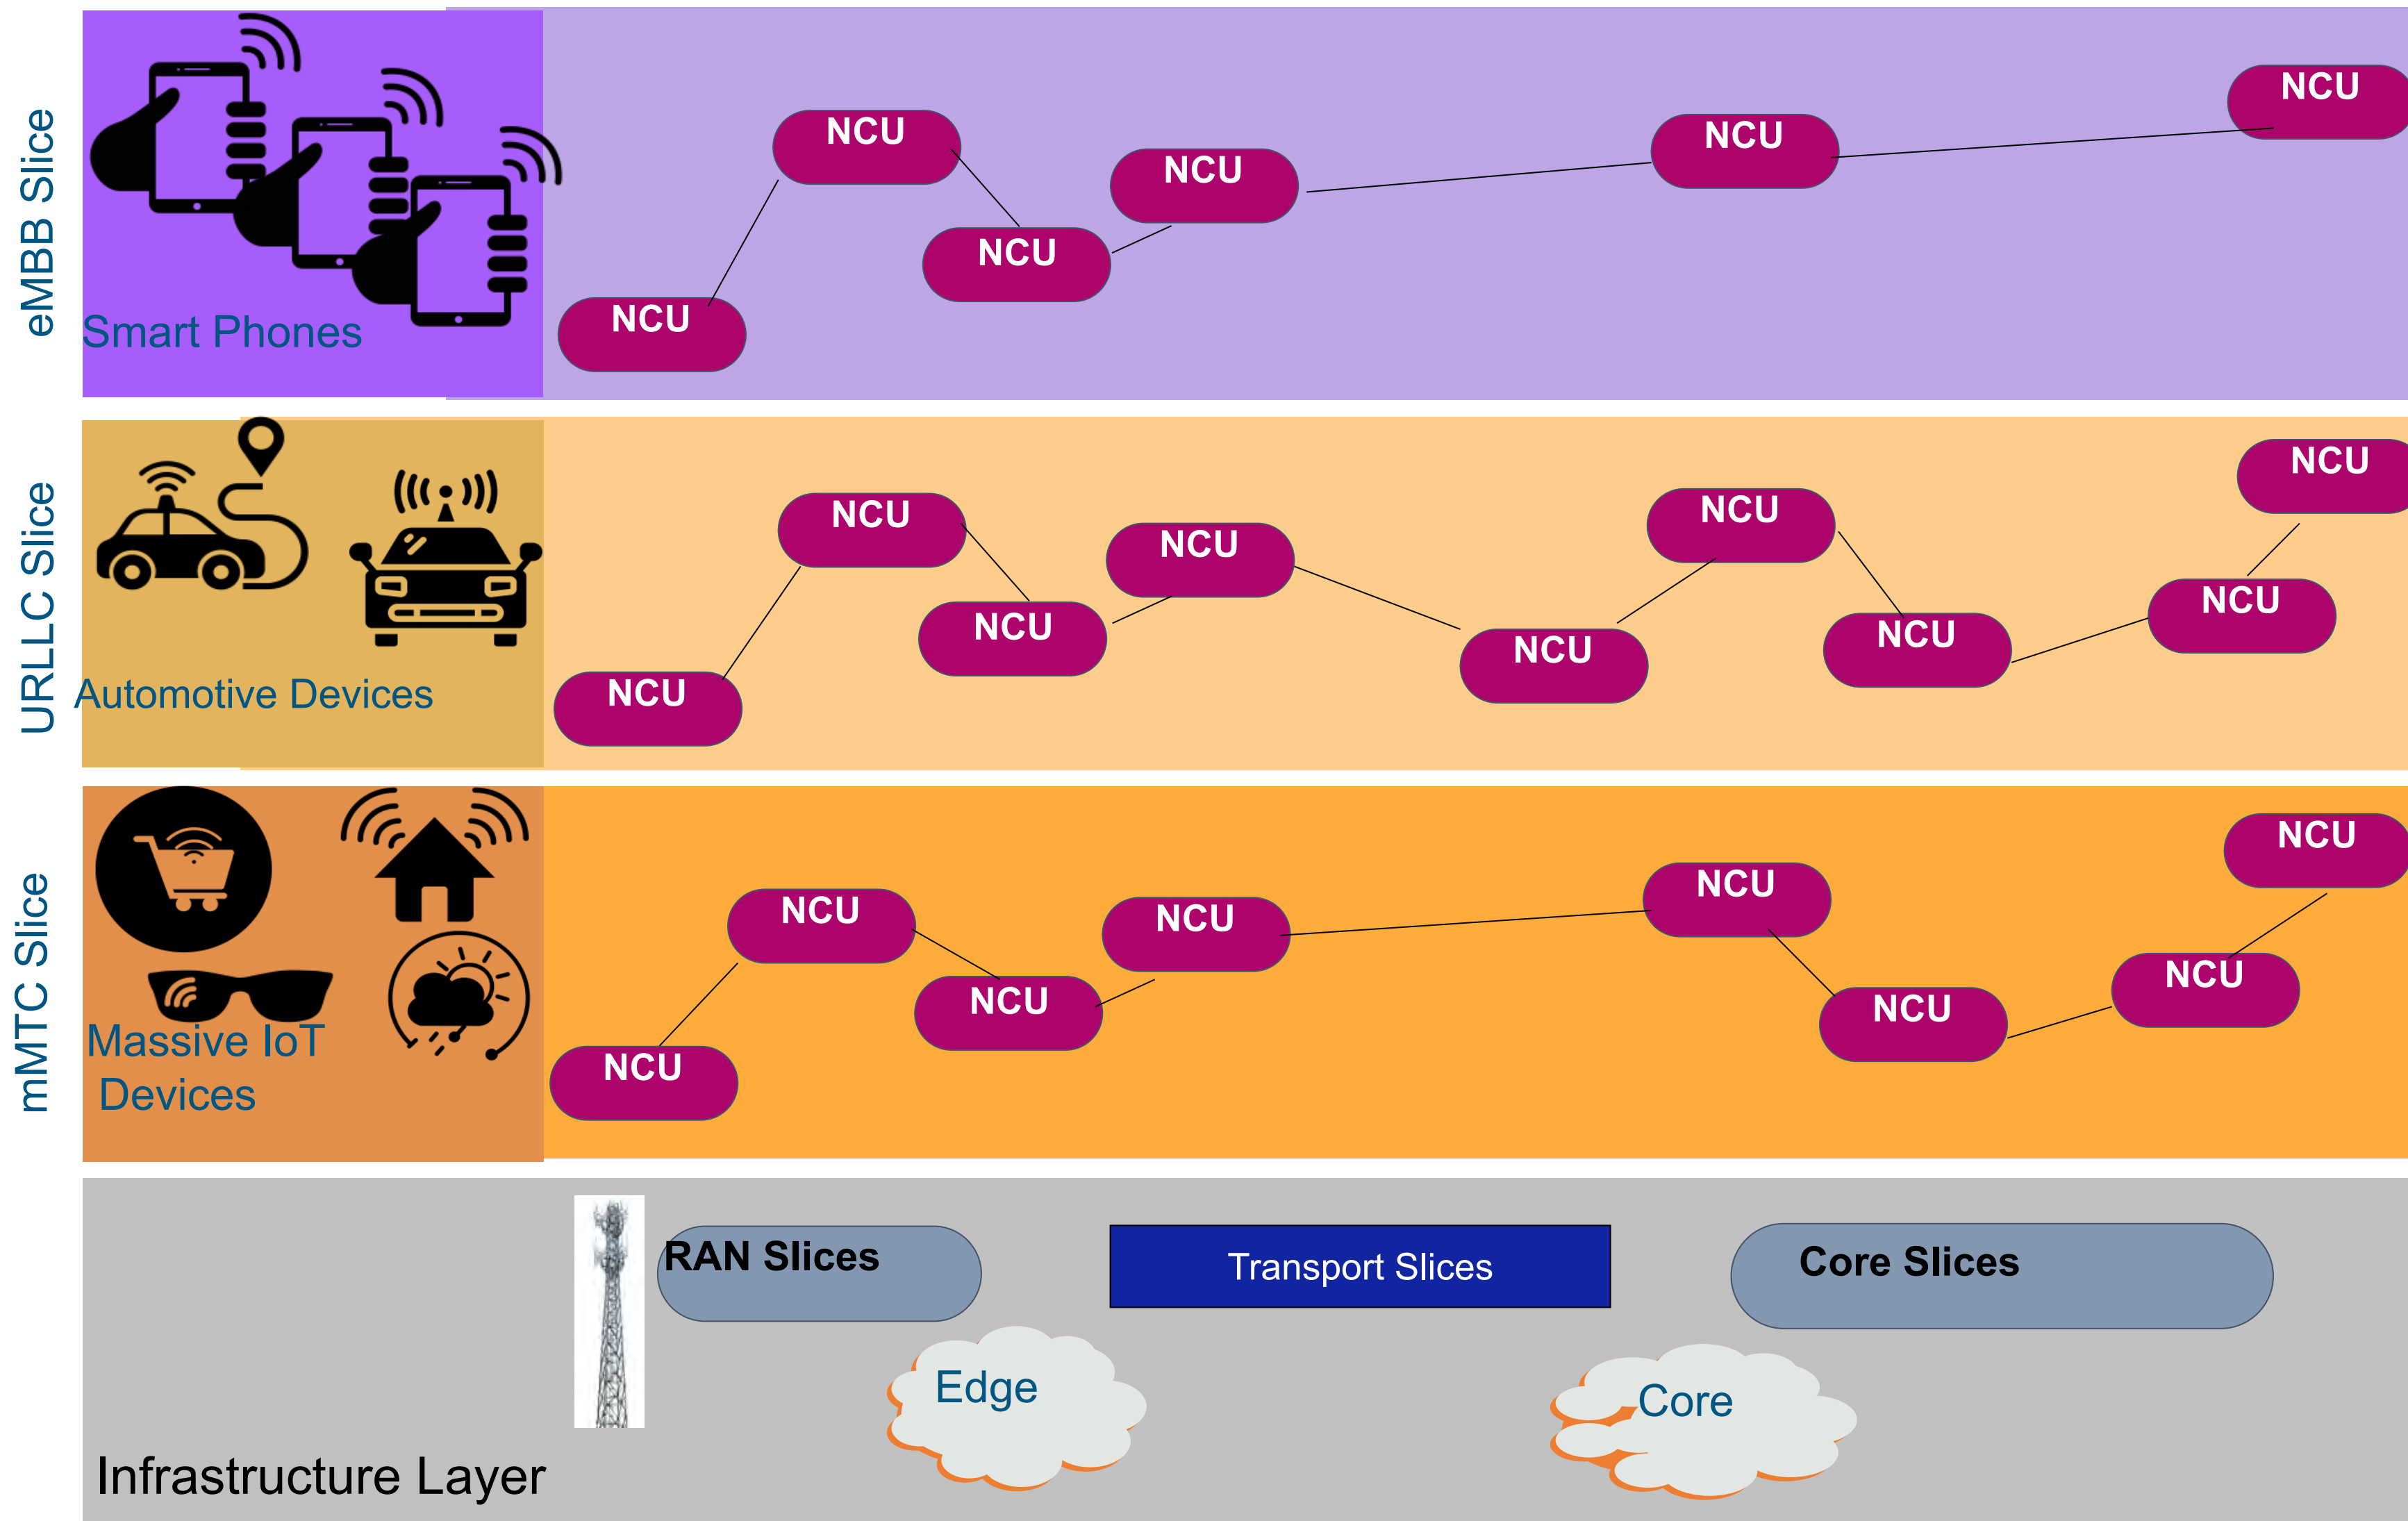 eMBB Slice
Smart Phones
NCU
NCU
NCU
NCU
NCU
NCU
URLLC Slice
Automotive Devices
NCU
NCU
NCU
NCU
NCU
NCU
NCU
NCU
NCU
mMTC Slice
Massive IoT
Devices
NCU
NCU
NCU
NCU
NCU
NCU
NCU
NCU
RAN Slices
Transport Slices
Core Slices
Edge
Core
Infrastructure Layer